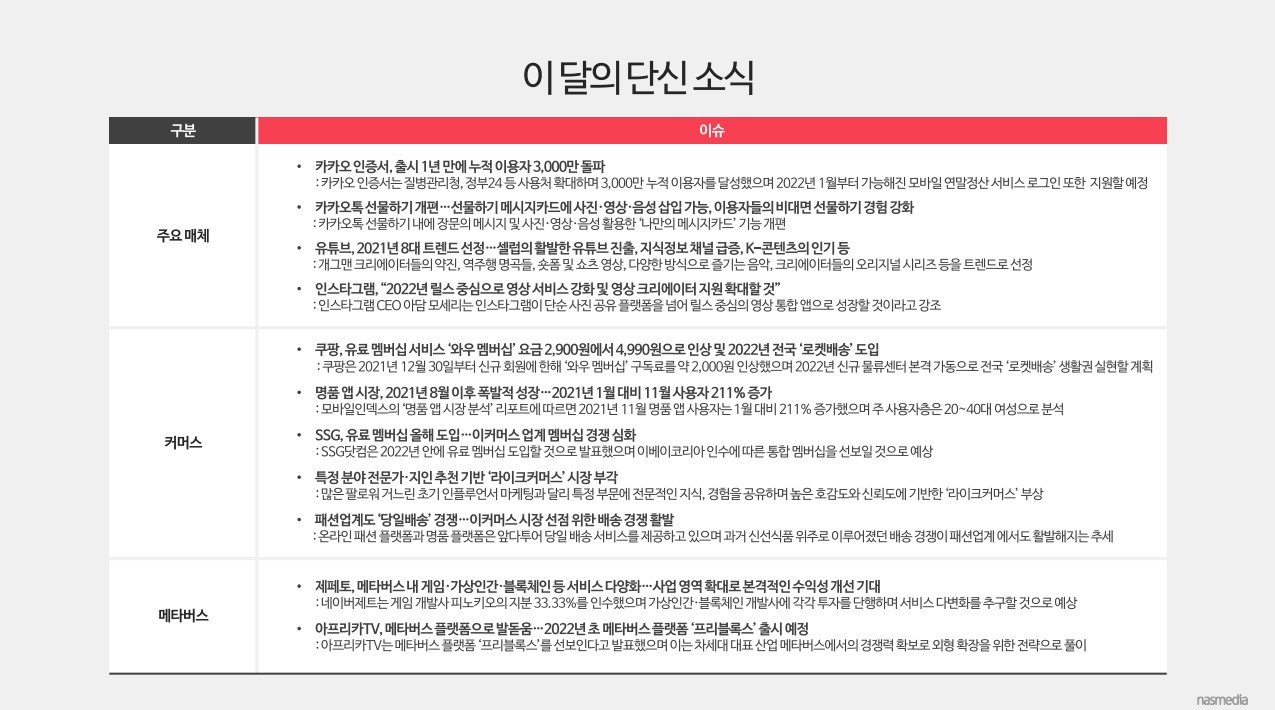 이 달의 단신 소식
구분
이슈
주요 매체
• 카카오 인증서, 출시 1년 만에 누적 이용자 3,000만 돌파
: 카카오 인증서는 질병관리청, 정부24 등 사용처 확대하며 3,000만 누적 이용자를 달성했으며 2022년 1월부터 가능해진 모바일 연말정산 서비스 로그인 또한 지원할 예정
• 카카오톡 선물하기 개편…선물하기 메시지카드에 사진·영상·음성 삽입 가능, 이용자들의 비대면 선물하기 경험 강화
: 카카오톡 선물하기 내에 장문의 메시지 및 사진·영상·음성 활용한 ‘나만의 메시지카드’ 기능 개편
• 유튜브, 2021년 8대 트렌드 선정…셀럽의 활발한 유튜브 진출, 지식정보 채널 급증, K-콘텐츠의 인기 등
: 개그맨 크리에이터들의 약진, 역주행 명곡들, 숏폼 및 쇼츠 영상, 다양한 방식으로 즐기는 음악, 크리에이터들의 오리지널 시리즈 등을 트렌드로 선정
• 인스타그램, “2022년 릴스 중심으로 영상 서비스 강화 및 영상 크리에이터 지원 확대할 것”
: 인스타그램 CEO 아담 모세리는 인스타그램이 단순 사진 공유 플랫폼을 넘어 릴스 중심의 영상 통합 앱으로 성장할 것이라고 강조
커머스
• 쿠팡, 유료 멤버십 서비스 ‘와우 멤버십’ 요금 2,900원에서 4,990원으로 인상 및 2022년 전국 ‘로켓배송’ 도입
: 쿠팡은 2021년 12월 30일부터 신규 회원에 한해 ‘와우 멤버십’ 구독료를 약 2,000원 인상했으며 2022년 신규 물류센터 본격 가동으로 전국 ‘로켓배송’ 생활권 실현할 계획
• 명품 앱 시장, 2021년 8월 이후 폭발적 성장…2021년 1월 대비 11월 사용자 211% 증가
: 모바일인덱스의 ‘명품 앱 시장 분석’ 리포트에 따르면 2021년 11월 명품 앱 사용자는 1월 대비 211% 증가했으며 주 사용자층은 20~40대 여성으로 분석
• SSG, 유료 멤버십 올해 도입…이커머스 업계 멤버십 경쟁 심화
: SSG닷컴은 2022년 안에 유료 멤버십 도입할 것으로 발표했으며 이베이코리아 인수에 따른 통합 멤버십을 선보일 것으로 예상
• 특정 분야 전문가·지인 추천 기반 ‘라이크커머스’ 시장 부각
: 많은 팔로워 거느린 초기 인플루언서 마케팅과 달리 특정 부문에 전문적인 지식, 경험을 공유하며 높은 호감도와 신뢰도에 기반한 ‘라이크커머스’ 부상
• 패션업계도 ‘당일배송’ 경쟁…이커머스 시장 선점 위한 배송 경쟁 활발
: 온라인 패션 플랫폼과 명품 플랫폼은 앞다투어 당일 배송 서비스를 제공하고 있으며 과거 신선식품 위주로 이루어졌던 배송 경쟁이 패션업계 에서도 활발해지는 추세
메타버스
• 제페토, 메타버스 내 게임·가상인간·블록체인 등 서비스 다양화…사업 영역 확대로 본격적인 수익성 개선 기대
: 네이버제트는 게임 개발사 피노키오의 지분 33.33%를 인수했으며 가상인간·블록체인 개발사에 각각 투자를 단행하며 서비스 다변화를 추구할 것으로 예상
• 아프리카TV, 메타버스 플랫폼으로 발돋움…2022년 초 메타버스 플랫폼 ‘프리블록스’ 출시 예정
: 아프리카TV는 메타버스 플랫폼 ‘프리블록스’를 선보인다고 발표했으며 이는 차세대 대표 산업 메타버스에서의 경쟁력 확보로 외형 확장을 위한 전략으로 풀이
nasmedia